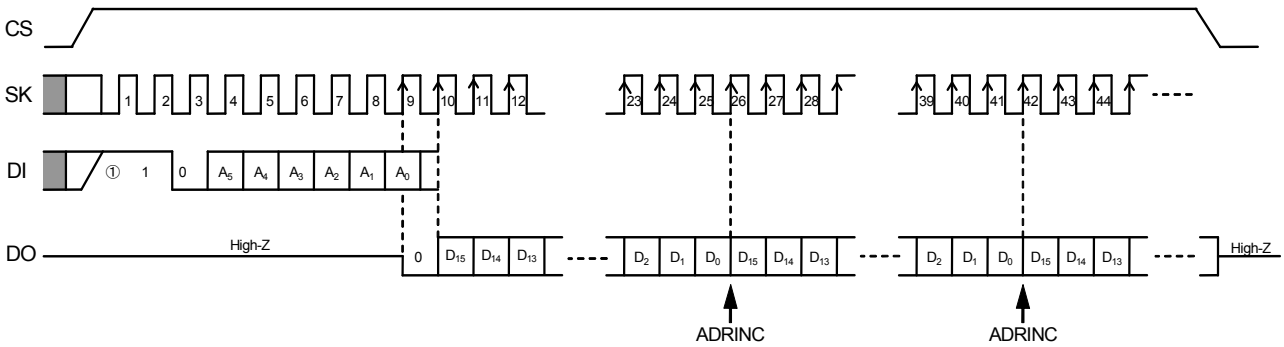 CS
SK 1 2 3 4 5 6 7 8 9 10 11 12 23 24 25 26 27 28 39 40 41 42 43 44
DI ① 1 0 A5 A4 A3 A2 A1 A0
High-Z High-Z
DO 0 D15 D14 D13 D2 D1 D0 D15 D14 D13 D2 D1 D0 D15 D14 D13
ADRINC ADRINC